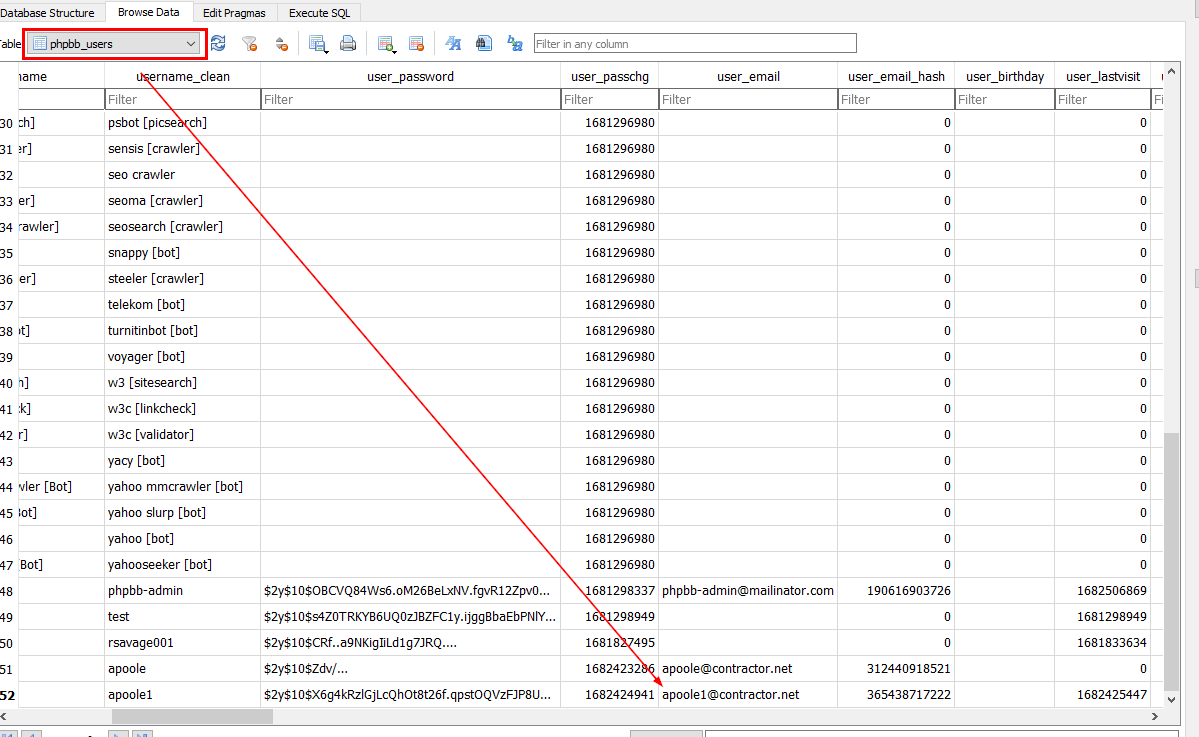 Database Structure Browse Data Edit Pragmas Execute SQL
Table phpbb_users Filter in any column
name username_clean user_password user_passchg user_email user_email_hash user_birthday user_lastvisit
Filter Filter Filter Filter Filter Filter Filter
30 ch] psbot [picsearch] 1681296980 0 0
31 er] sensis [crawler] 1681296980 0 0
32 seo crawler 1681296980 0 0
33 er] seoma [crawler] 1681296980 0 0
34 rawler] seosearch [crawler] 1681296980 0 0
35 snappy [bot] 1681296980 0 0
36 er] steeler [crawler] 1681296980 0 0
37 telekom [bot] 1681296980 0 0
38 ot] turnitinbot [bot] 1681296980 0 0
39 voyager [bot] 1681296980 0 0
40 h] w3 [sitesearch] 1681296980 0 0
41 ck] w3c [linkcheck] 1681296980 0 0
42 r] w3c [validator] 1681296980 0 0
43 yacy [bot] 1681296980 0 0
44 wler [Bot] yahoo mmcrawler [bot] 1681296980 0 0
45 Bot] yahoo slurp [bot] 1681296980 0 0
46 yahoo [bot] 1681296980 0 0
47 [Bot] yahooseeker [bot] 1681296980 0 0
48 phpbb-admin $2y$10$OBCVQ84Ws6.oM26BeLxNV.fgvR12Zpv0... 1681298337 phpbb-admin@mailinator.com 190616903726 1682506869
49 test $2y$10$s4Z0TRKYB6UQ0zJBZFC1y.ijggBbaEbPNlY... 1681298949 0 1681298949
50 rsavage001 $2y$10$CRf..a9NKigIiLd1g7JRQ.... 1681827495 0 1681833634
51 apoole $2y$10$Zdv/... 1682423286 apoole@contractor.net 312440918521 0
52 apoole1 $2y$10$X6g4kRzlGjLcQhOt8t26f.qpstOQVzFJP8U... 1682424941 apoole1@contractor.net 365438717222 1682425447